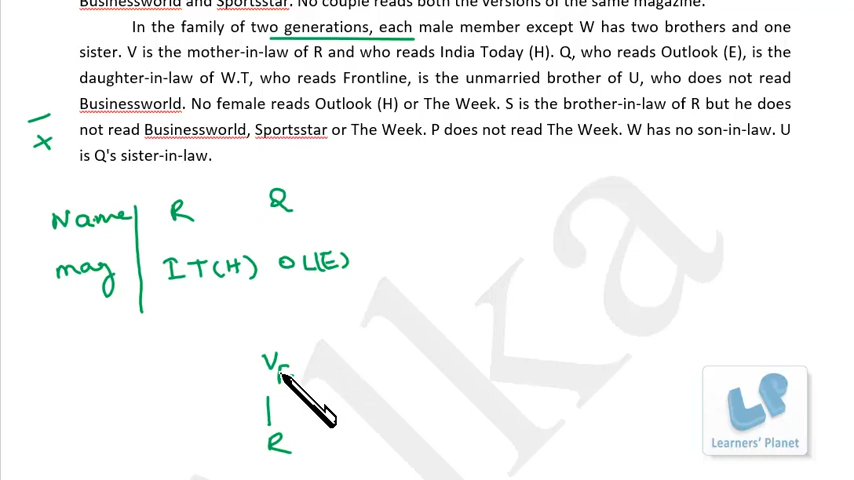 Businessworld and Sportsstar. No couple reads both the versions of the same magazine.
In the family of two generations, each male member except W has two brothers and one
sister. V is the mother-in-law of R and who reads India Today (H). Q, who reads Outlook (E), is the
daughter-in-law of W.T, who reads Frontline, is the unmarried brother of U, who does not read
Businessworld. No female reads Outlook (H) or The Week. S is the brother-in-law of R but he does
not read Businessworld, Sportsstar or The Week. P does not read The Week. W has no son-in-law. U
is Q's sister-in-law.
Name R Q
mag IT(H) OL(E)
V
R
LP
Learners' Planet